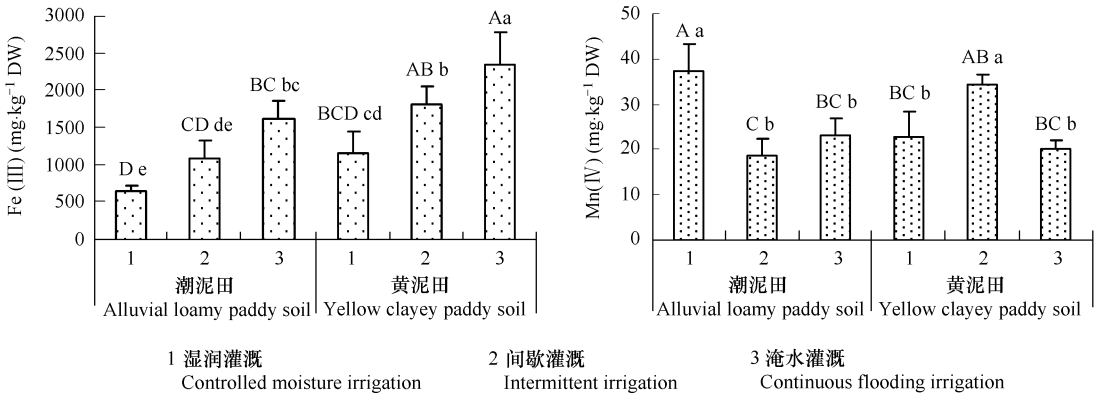 Fe (III) (mg·kg⁻¹ DW)
3000
2500
2000
1500
1000
500
0
D e
CD de
BC bc
BCD cd
AB b
Aa
1 2 3 1 2 3
潮泥田 黄泥田
Alluvial loamy paddy soil Yellow clayey paddy soil
Mn(Ⅳ) (mg·kg⁻¹ DW)
50
40
30
20
10
0
A a
C b
BC b
BC b
AB a
BC b
1 2 3 1 2 3
潮泥田 黄泥田
Alluvial loamy paddy soil Yellow clayey paddy soil
1 湿润灌溉 2 间歇灌溉 3 淹水灌溉
Controlled moisture irrigation Intermittent irrigation Continuous flooding irrigation